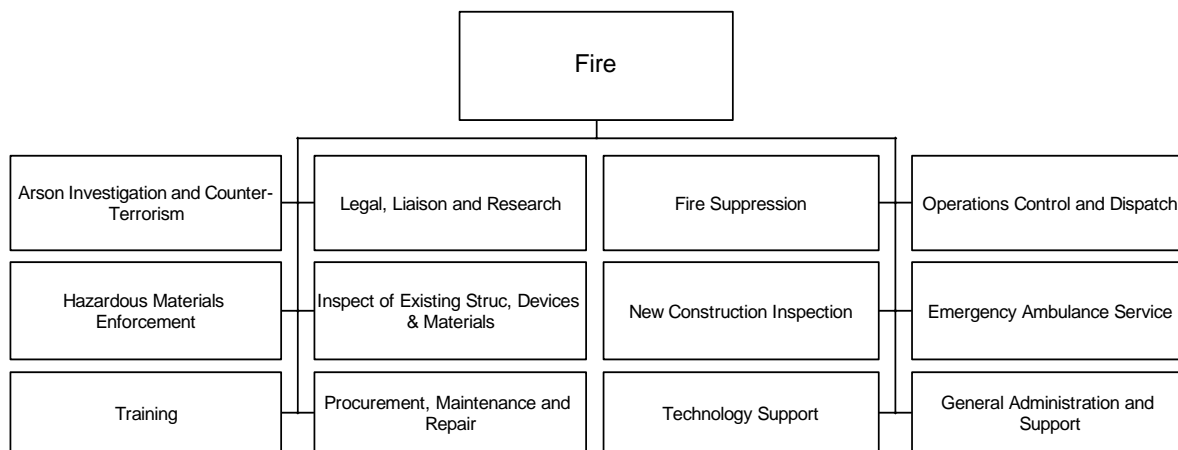 Fire
Arson Investigation and Counter-
Terrorism
Legal, Liaison and Research
Fire Suppression
Operations Control and Dispatch
Hazardous Materials
Enforcement
Inspect of Existing Struc, Devices
& Materials
New Construction Inspection
Emergency Ambulance Service
Training
Procurement, Maintenance and
Repair
Technology Support
General Administration and
Support